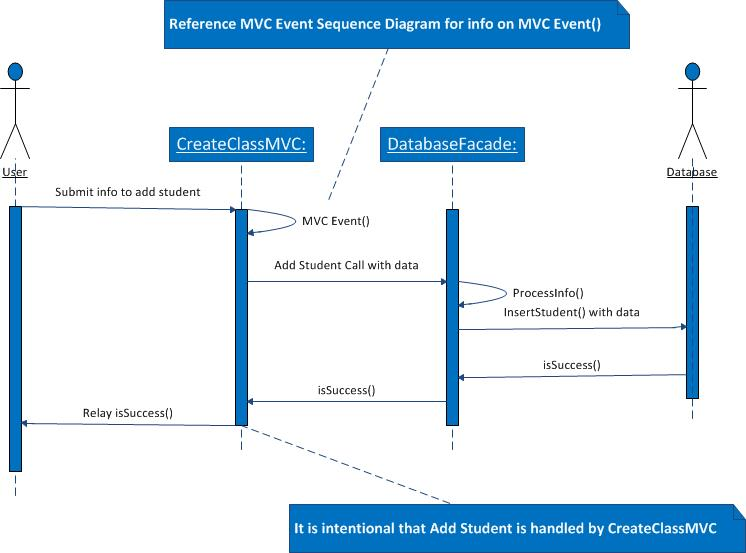 Reference MVC Event Sequence Diagram for info on MVC Event()
CreateClassMVC:
DatabaseFacade:
User
Database
Submit info to add student
MVC Event()
Add Student Call with data
ProcessInfo()
InsertStudent() with data
isSuccess()
isSuccess()
Relay isSuccess()
It is intentional that Add Student is handled by CreateClassMVC